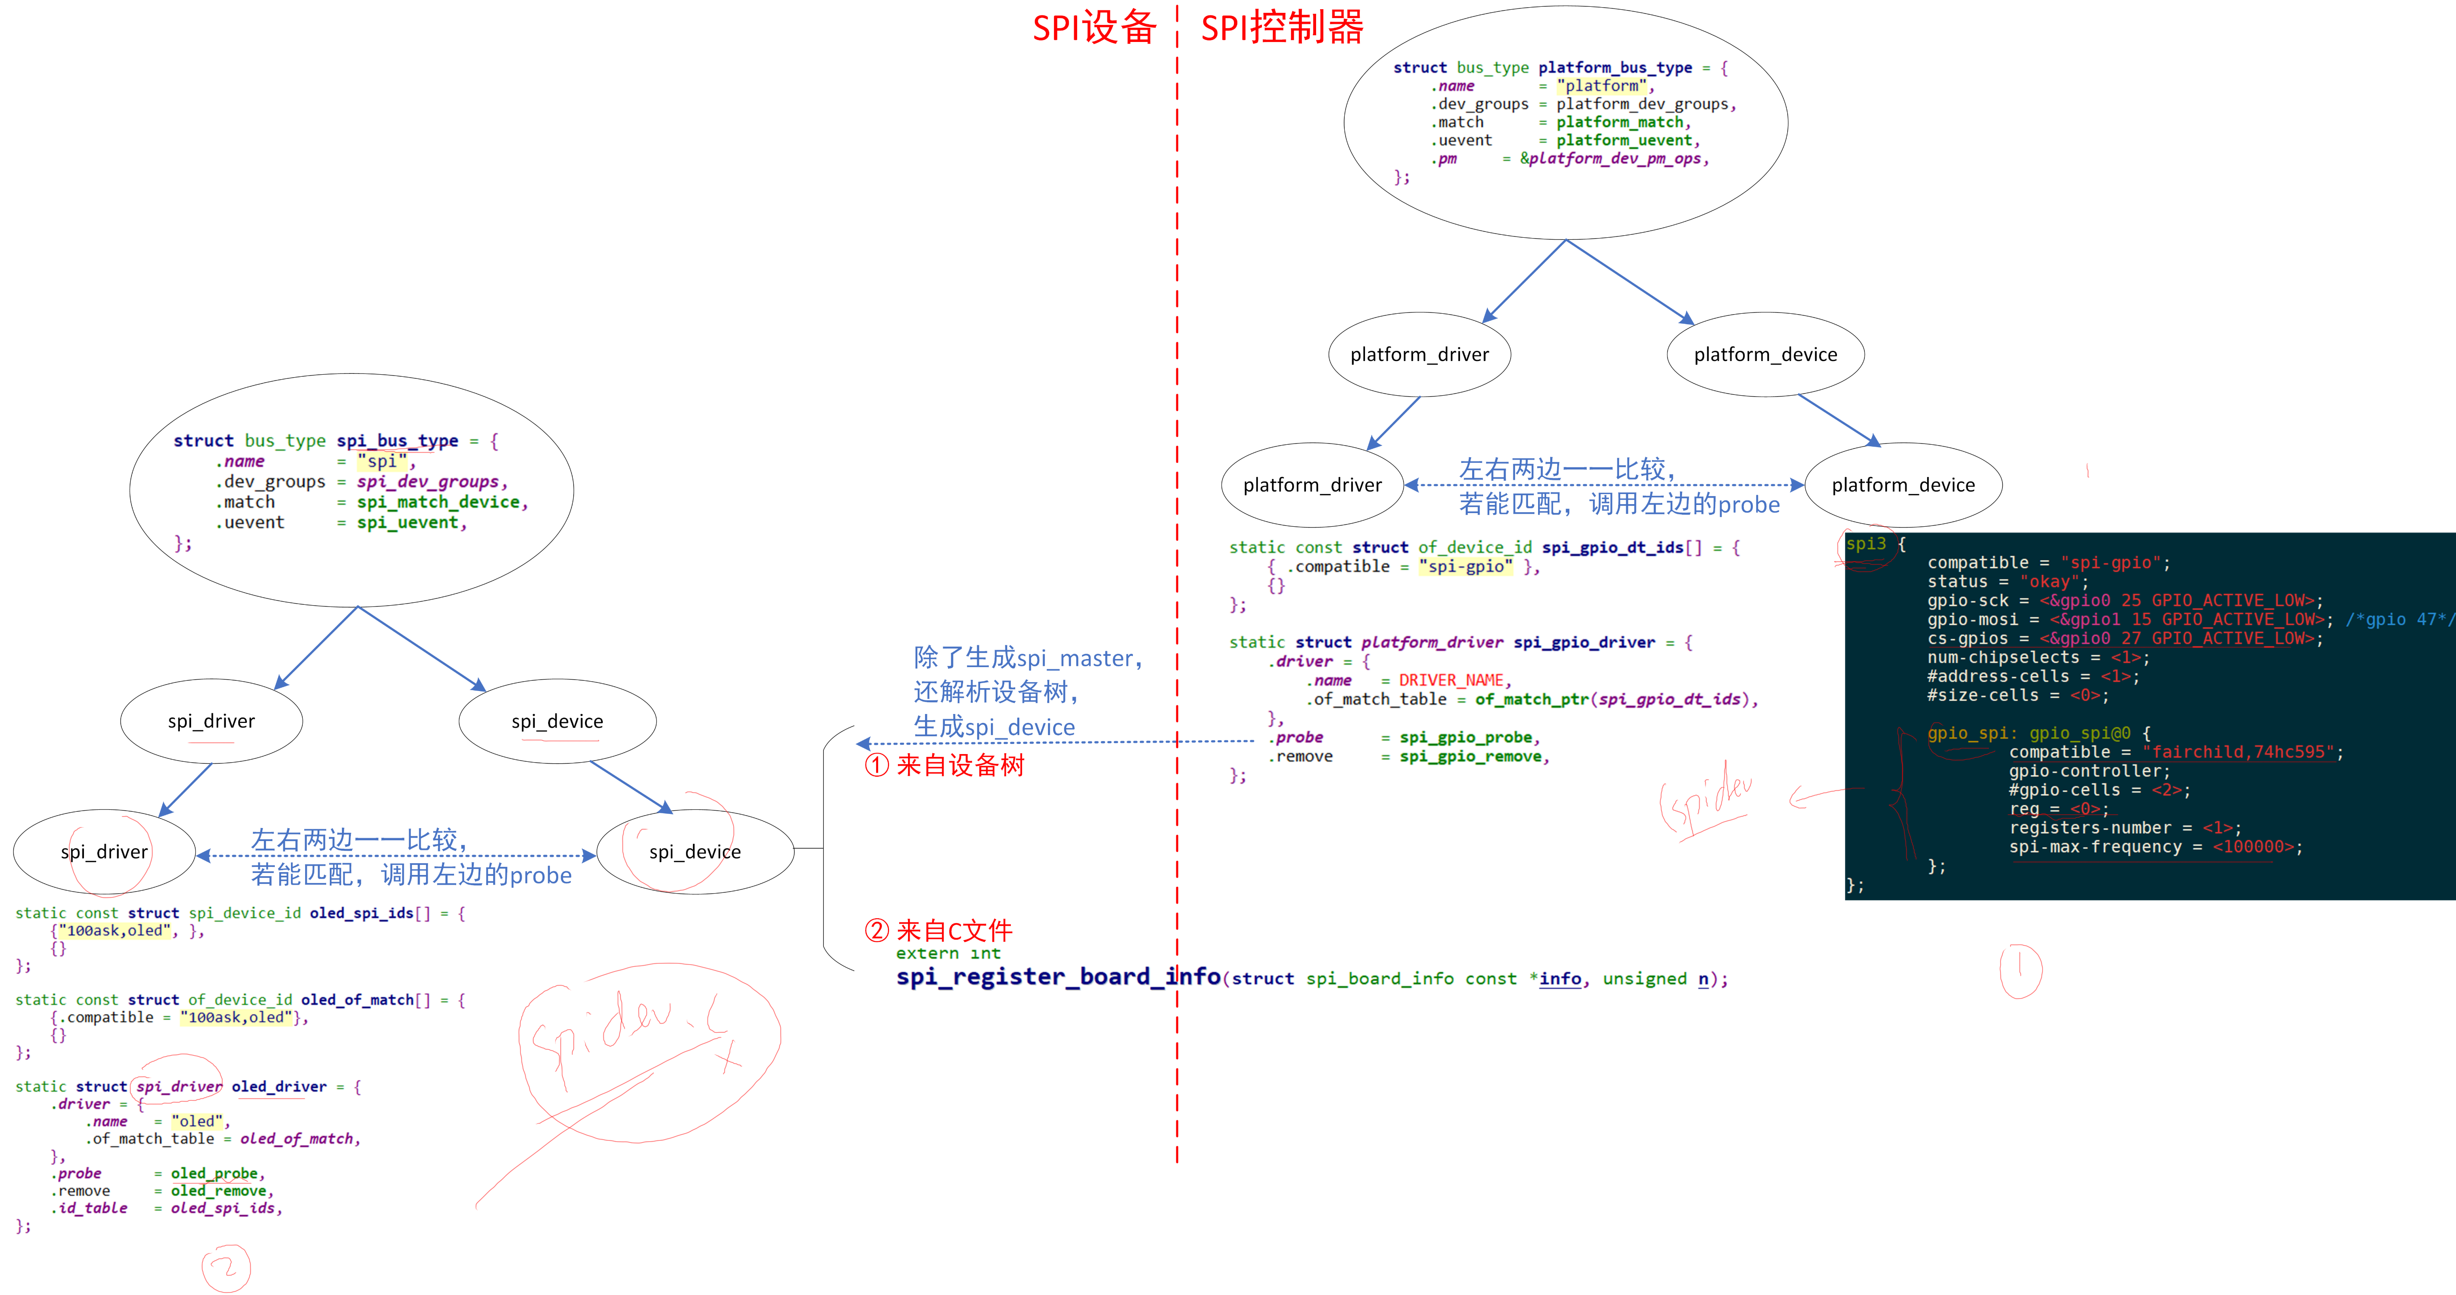 SPI设备
SPI控制器
struct bus_type platform_bus_type = {
.name = "platform",
.dev_groups = platform_dev_groups,
.match = platform_match,
.uevent = platform_uevent,
.pm = &platform_dev_pm_ops,
};
platform_driver
platform_device
platform_driver
左右两边一一比较，
若能匹配，调用左边的probe
platform_device
static const struct of_device_id spi_gpio_dt_ids[] = {
{ .compatible = "spi-gpio" },
{}
};
static struct platform_driver spi_gpio_driver = {
.driver = {
.name = DRIVER_NAME,
.of_match_table = of_match_ptr(spi_gpio_dt_ids),
},
.probe = spi_gpio_probe,
.remove = spi_gpio_remove,
};
spi3 {
compatible = "spi-gpio";
status = "okay";
gpio-sck = <&gpio0 25 GPIO_ACTIVE_LOW>;
gpio-mosi = <&gpio1 15 GPIO_ACTIVE_LOW>; /*gpio 47*/
cs-gpios = <&gpio0 27 GPIO_ACTIVE_LOW>;
num-chipselects = <1>;
#address-cells = <1>;
#size-cells = <0>;
gpio_spi: gpio_spi@0 {
compatible = "fairchild,74hc595";
gpio-controller;
#gpio-cells = <2>;
reg = <0>;
registers-number = <1>;
spi-max-frequency = <100000>;
};
};
spidev
①
struct bus_type spi_bus_type = {
.name = "spi",
.dev_groups = spi_dev_groups,
.match = spi_match_device,
.uevent = spi_uevent,
};
spi_driver
spi_device
spi_driver
左右两边一一比较，
若能匹配，调用左边的probe
spi_device
除了生成spi_master，
还解析设备树，
生成spi_device
① 来自设备树
② 来自C文件
extern int
spi_register_board_info(struct spi_board_info const *info, unsigned n);
static const struct spi_device_id oled_spi_ids[] = {
{"100ask,oled", },
{}
};
static const struct of_device_id oled_of_match[] = {
{.compatible = "100ask,oled"},
{}
};
static struct spi_driver oled_driver = {
.driver = {
.name = "oled",
.of_match_table = oled_of_match,
},
.probe = oled_probe,
.remove = oled_remove,
.id_table = oled_spi_ids,
};
spidev.c
②